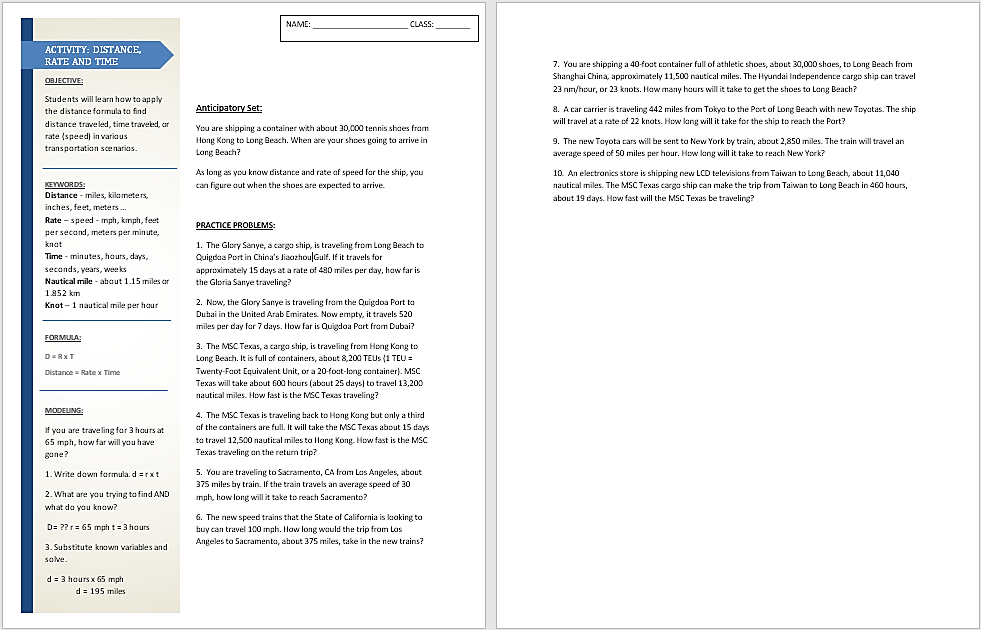 NAME: ______________________ CLASS: ________
ACTIVITY: DISTANCE,
RATE AND TIME
OBJECTIVE:
Students will learn how to apply
the distance formula to find
distance traveled, time traveled, or
rate (speed) in various
transportation scenarios.
KEYWORDS:
Distance - miles, kilometers,
inches, feet, meters ...
Rate – speed - mph, kmph, feet
per second, meters per minute,
knot
Time - minutes, hours, days,
seconds, years, weeks
Nautical mile - about 1.15 miles or
1.852 km
Knot – 1 nautical mile per hour
FORMULA:
D = R x T
Distance = Rate x Time
MODELING:
If you are traveling for 3 hours at
65 mph, how far will you have
gone?
1. Write down formula. d = r x t
2. What are you trying to find AND
what do you know?
D= ?? r = 65 mph t = 3 hours
3. Substitute known variables and
solve.
d = 3 hours x 65 mph
d = 195 miles
Anticipatory Set:
You are shipping a container with about 30,000 tennis shoes from
Hong Kong to Long Beach. When are your shoes going to arrive in
Long Beach?
As long as you know distance and rate of speed for the ship, you
can figure out when the shoes are expected to arrive.
PRACTICE PROBLEMS:
1. The Glory Sanye, a cargo ship, is traveling from Long Beach to
Quigdoa Port in China's Jiaozhou Gulf. If it travels for
approximately 15 days at a rate of 480 miles per day, how far is
the Gloria Sanye traveling?
2. Now, the Glory Sanye is traveling from the Quigdoa Port to
Dubai in the United Arab Emirates. Now empty, it travels 520
miles per day for 7 days. How far is Quigdoa Port from Dubai?
3. The MSC Texas, a cargo ship, is traveling from Hong Kong to
Long Beach. It is full of containers, about 8,200 TEUs (1 TEU =
Twenty-Foot Equivalent Unit, or a 20-foot-long container). MSC
Texas will take about 600 hours (about 25 days) to travel 13,200
nautical miles. How fast is the MSC Texas traveling?
4. The MSC Texas is traveling back to Hong Kong but only a third
of the containers are full. It will take the MSC Texas about 15 days
to travel 12,500 nautical miles to Hong Kong. How fast is the MSC
Texas traveling on the return trip?
5. You are traveling to Sacramento, CA from Los Angeles, about
375 miles by train. If the train travels an average speed of 30
mph, how long will it take to reach Sacramento?
6. The new speed trains that the State of California is looking to
buy can travel 100 mph. How long would the trip from Los
Angeles to Sacramento, about 375 miles, take in the new trains?
7. You are shipping a 40-foot container full of athletic shoes, about 30,000 shoes, to Long Beach from
Shanghai China, approximately 11,500 nautical miles. The Hyundai Independence cargo ship can travel
23 nm/hour, or 23 knots. How many hours will it take to get the shoes to Long Beach?
8. A car carrier is traveling 442 miles from Tokyo to the Port of Long Beach with new Toyotas. The ship
will travel at a rate of 22 knots. How long will it take for the ship to reach the Port?
9. The new Toyota cars will be sent to New York by train, about 2,850 miles. The train will travel an
average speed of 50 miles per hour. How long will it take to reach New York?
10. An electronics store is shipping new LCD televisions from Taiwan to Long Beach, about 11,040
nautical miles. The MSC Texas cargo ship can make the trip from Taiwan to Long Beach in 460 hours,
about 19 days. How fast will the MSC Texas be traveling?